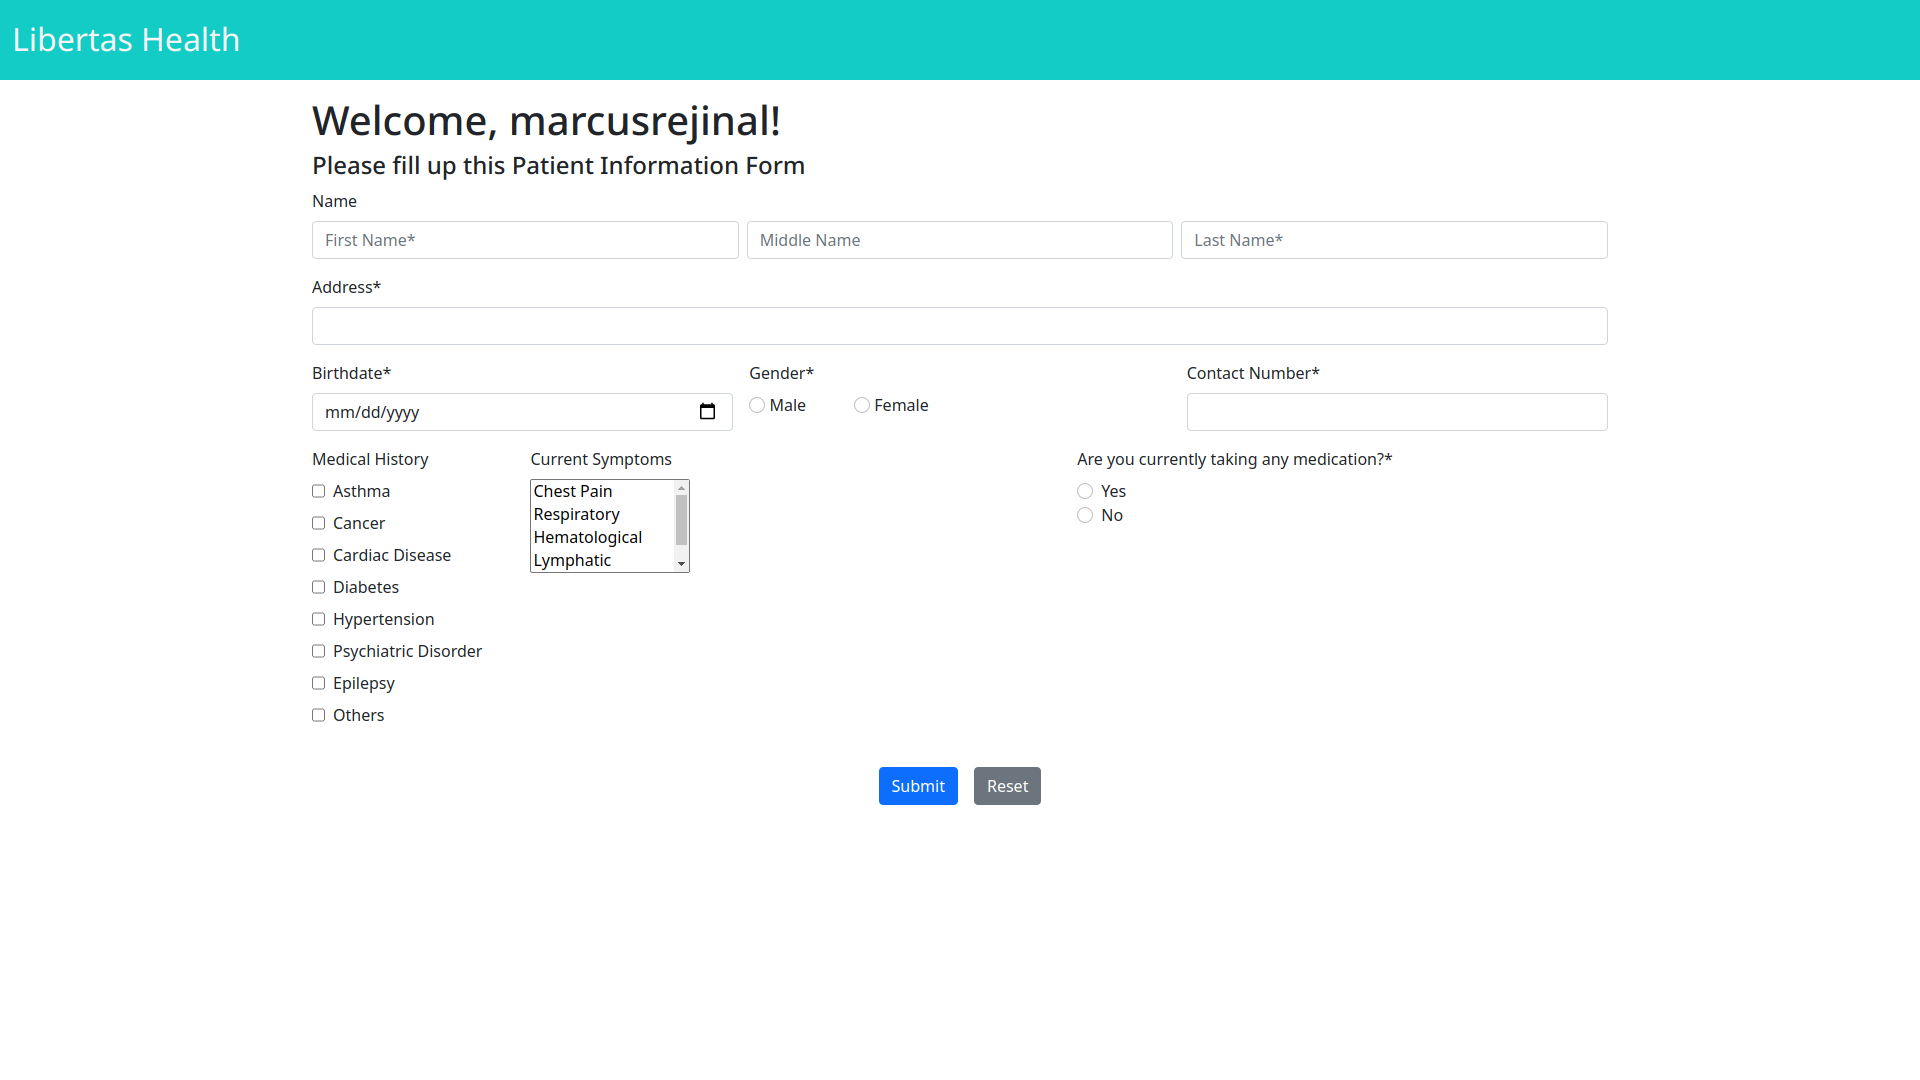 Libertas Health
Welcome, marcusrejinal!
Please fill up this Patient Information Form
Name
First Name* Middle Name Last Name*
Address*
Birthdate* Gender* Contact Number*
mm/dd/yyyy Male Female
Medical History Current Symptoms Are you currently taking any medication?*
Asthma Chest Pain Yes
Cancer Respiratory No
Cardiac Disease Hematological
Diabetes Lymphatic
Hypertension
Psychiatric Disorder
Epilepsy
Others
Submit Reset